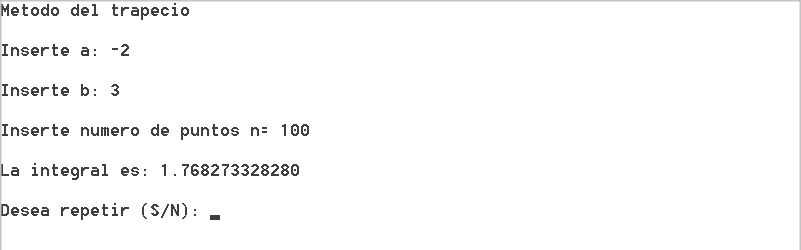 Metodo del trapecio
Inserte a: -2
Inserte b: 3
Inserte numero de puntos n= 100
La integral es: 1.768273328280
Desea repetir (S/N): _